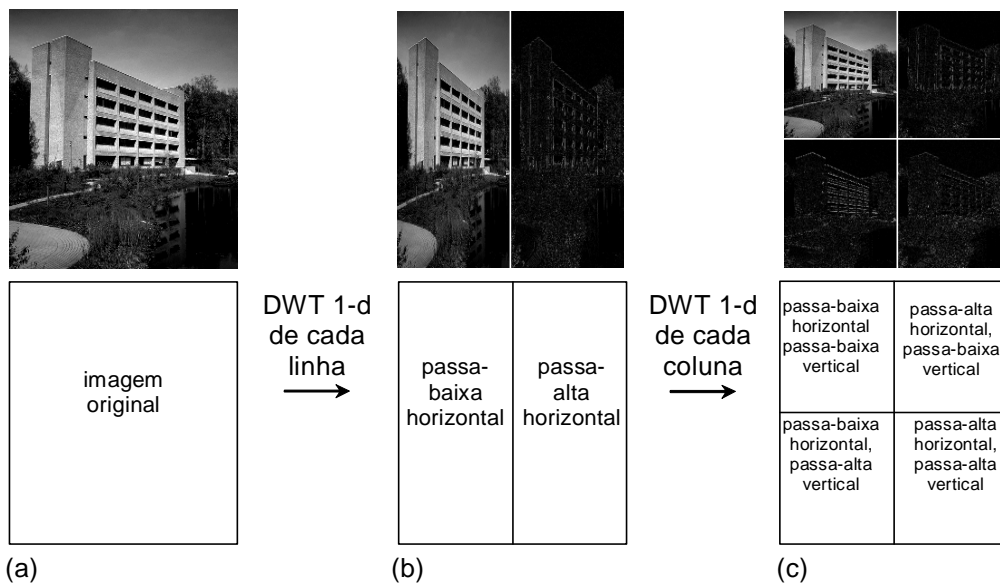 imagem
original
DWT 1-d
de cada
linha
passa-
baixa
horizontal
passa-
alta
horizontal
DWT 1-d
de cada
coluna
passa-baixa
horizontal
passa-baixa
vertical
passa-alta
horizontal,
passa-baixa
vertical
passa-baixa
horizontal,
passa-alta
vertical
passa-alta
horizontal,
passa-alta
vertical
(a)
(b)
(c)